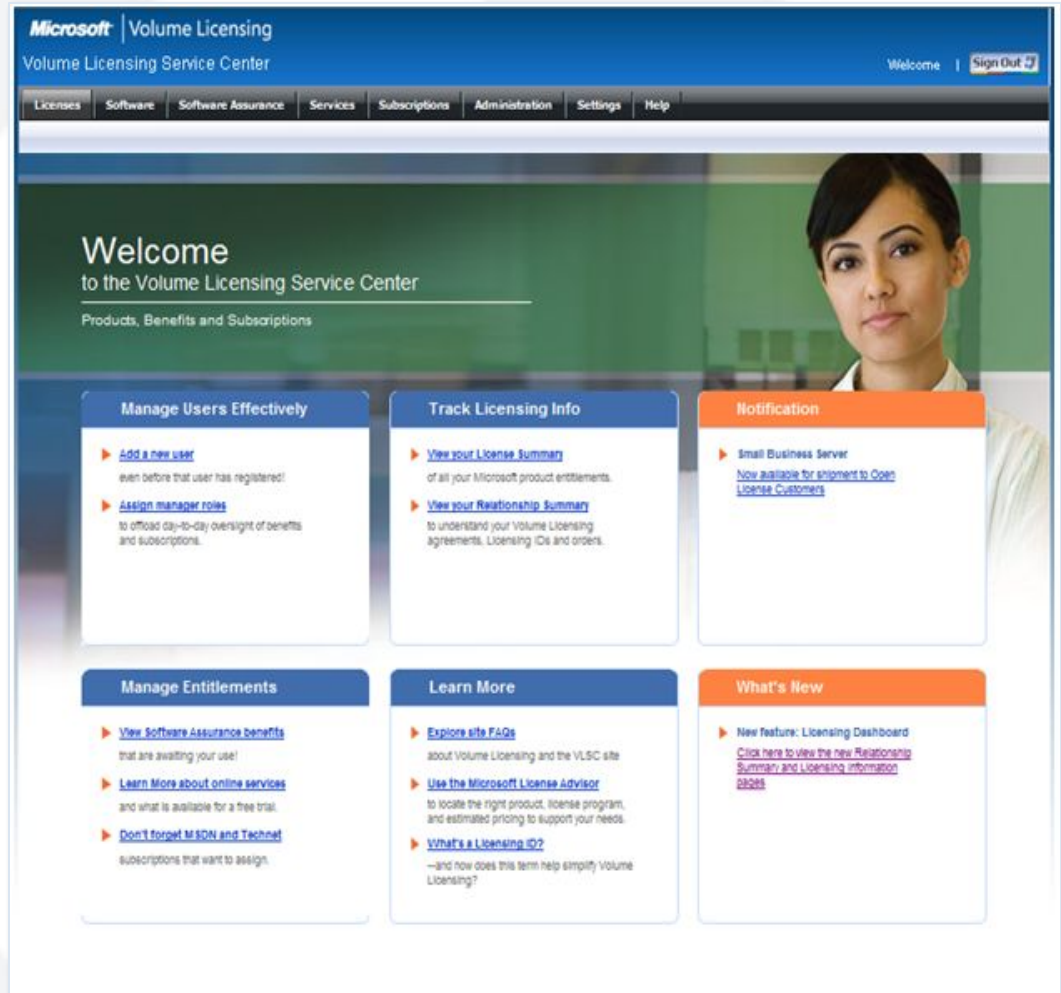 Microsoft | Volume Licensing
Volume Licensing Service Center
Welcome | Sign Out
Licenses Software Software Assurance Services Subscriptions Administration Settings Help
Welcome
to the Volume Licensing Service Center
Products, Benefits and Subscriptions
Manage Users Effectively
Add a new user
even before that user has registered!
Assign manager roles
to offload day-to-day oversight of benefits
and subscriptions.
Track Licensing Info
View your License Summary
of all your Microsoft product entitlements.
View your Relationship Summary
to understand your Volume Licensing
agreements, Licensing IDs and orders.
Notification
Small Business Server
Now available for shipment to Open
License Customers
Manage Entitlements
View Software Assurance benefits
that are awaiting your use!
Learn More about online services
and what is available for a free trial.
Don't forget MSDN and Technet
subscriptions that want to assign.
Learn More
Explore site FAQs
about Volume Licensing and the VLSC site
Use the Microsoft License Advisor
to locate the right product, license program,
and estimated pricing to support your needs.
What's a Licensing ID?
—and how does this term help simplify Volume
Licensing?
What's New
New feature: Licensing Dashboard
Click here to view the new Relationship
Summary and Licensing Information
pages